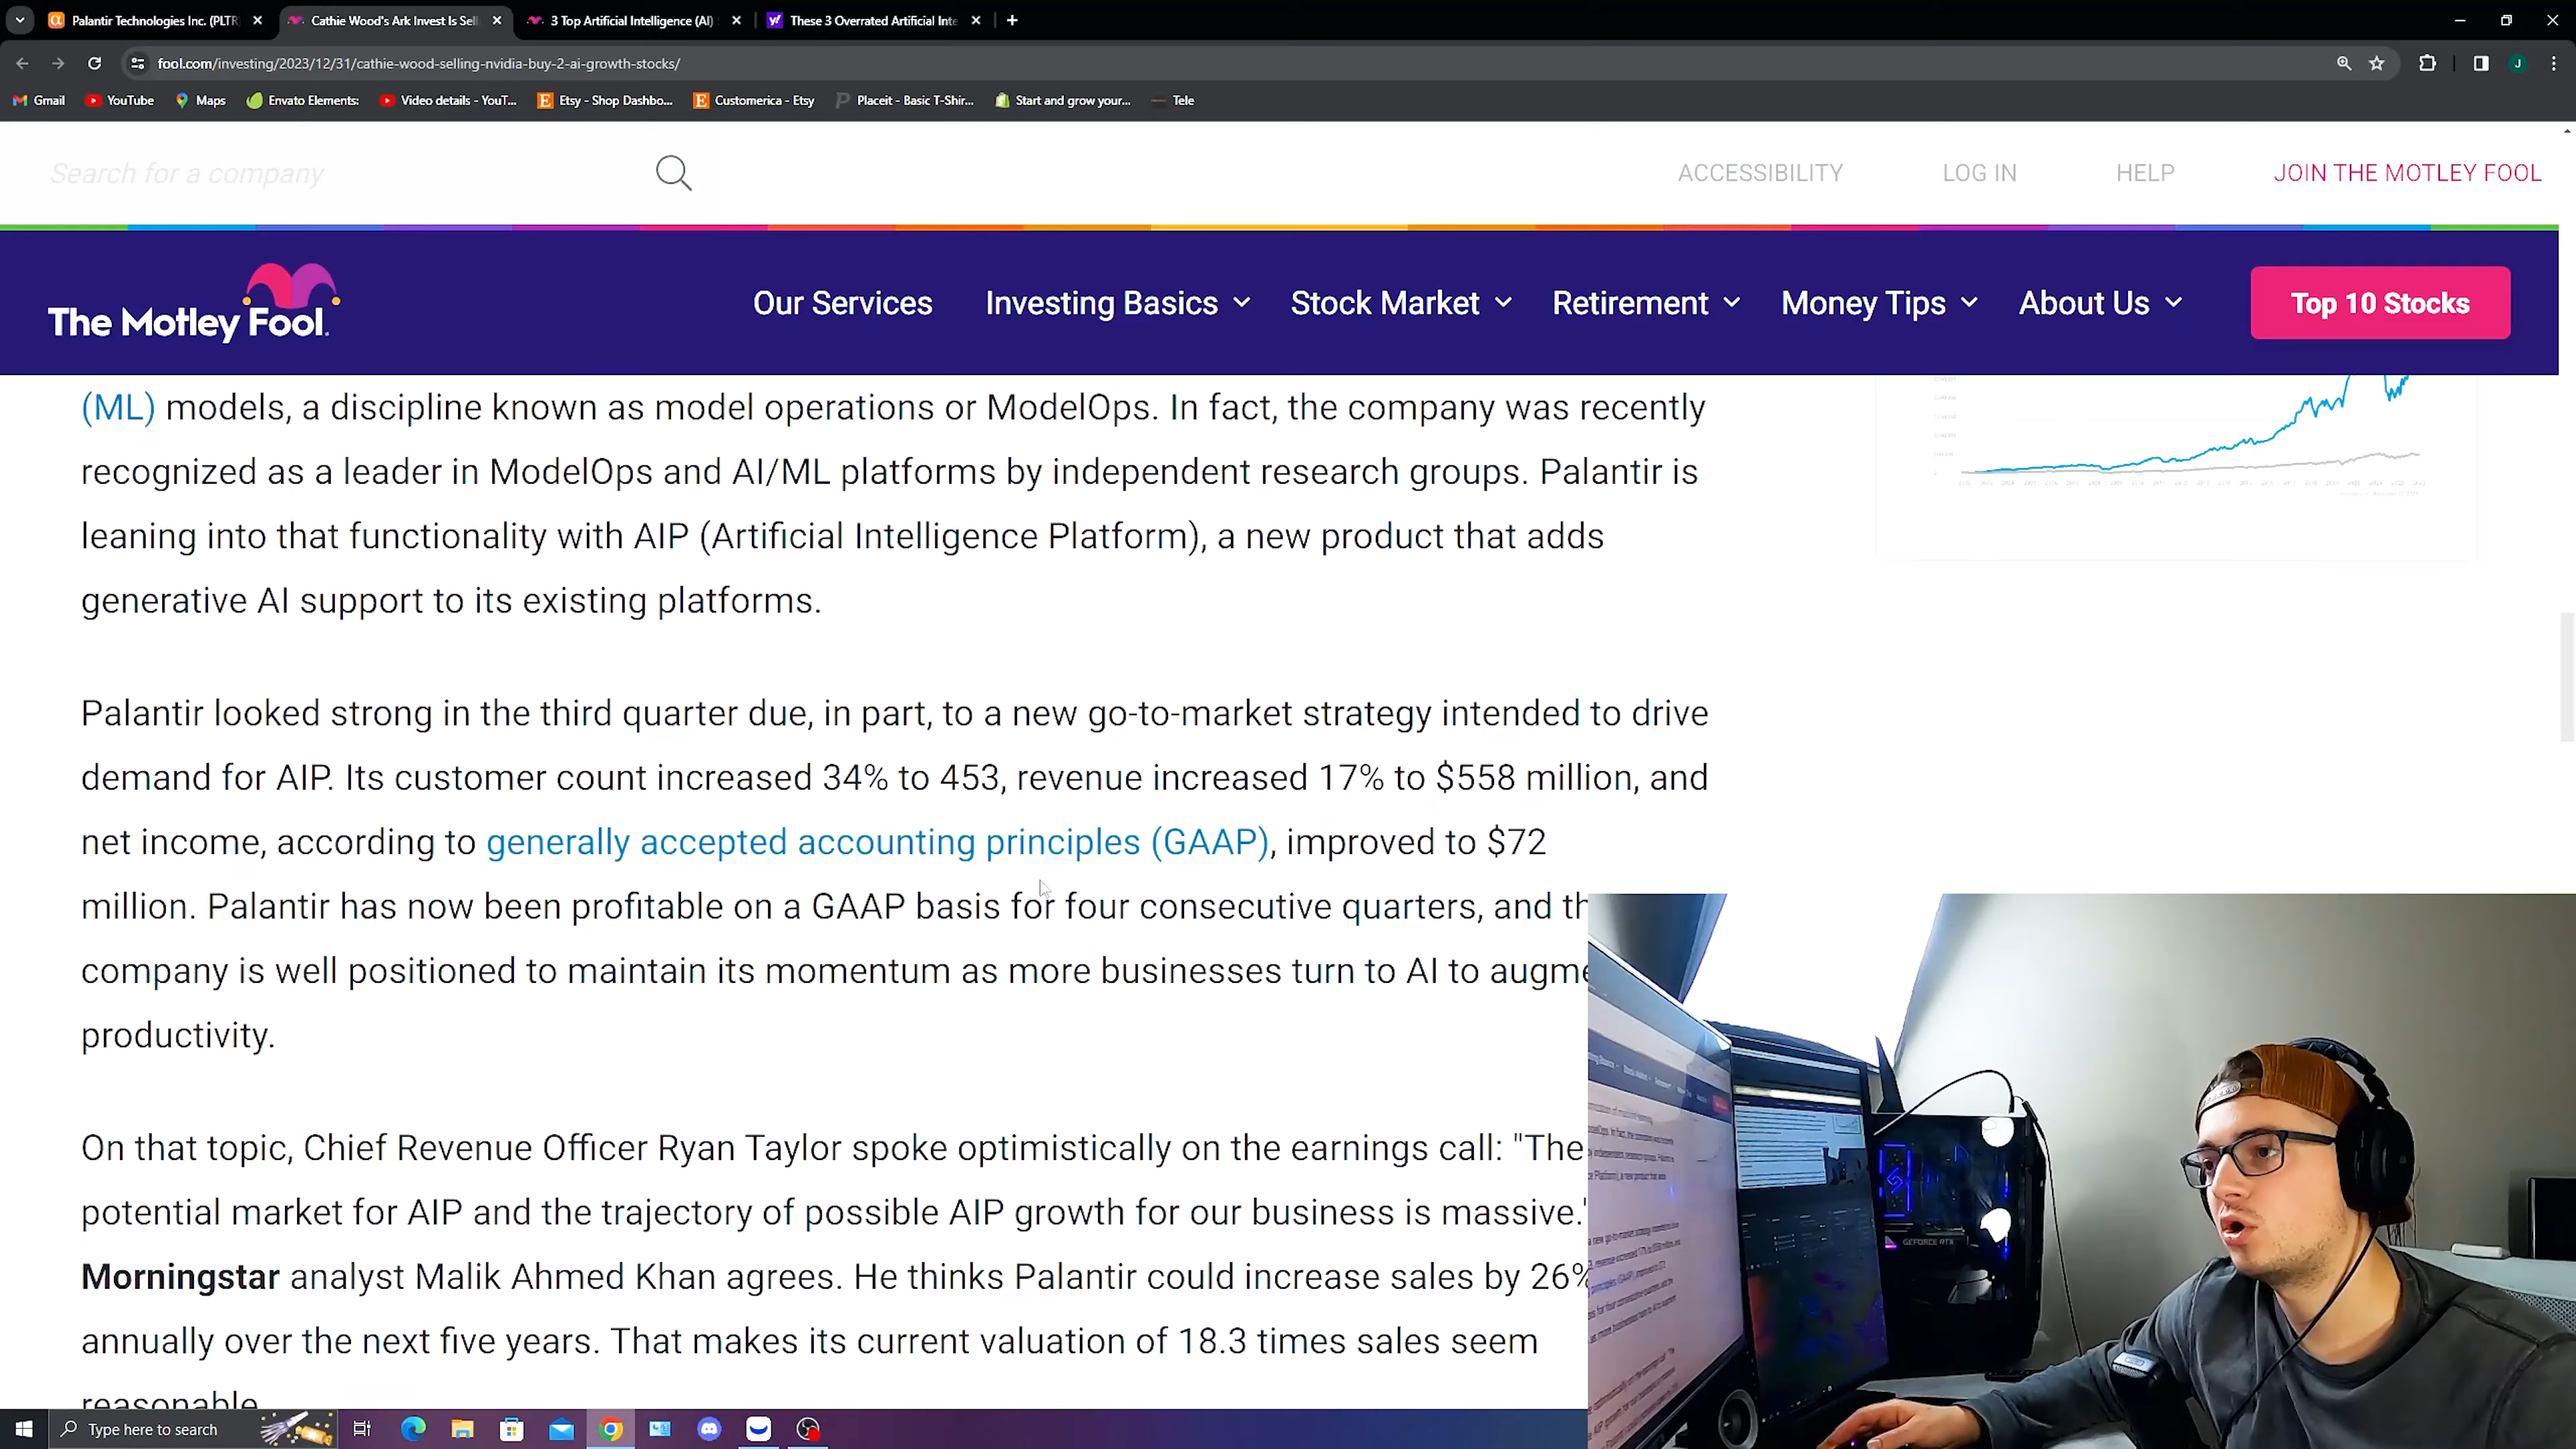 Palantir Technologies Inc. (PLTR
Cathie Wood's Ark Invest Is Sell
3 Top Artificial Intelligence (AI)
These 3 Overrated Artificial Inte
fool.com/investing/2023/12/31/cathie-wood-selling-nvidia-buy-2-ai-growth-stocks/
J
Gmail
YouTube
Maps
Envato Elements:
Video details - YouT...
Etsy - Shop Dashbo...
Customerica - Etsy
Placeit - Basic T-Shir...
Start and grow your...
Tele
Search for a company
ACCESSIBILITY
LOG IN
HELP
JOIN THE MOTLEY FOOL
The Motley Fool.
Our Services
Investing Basics
Stock Market
Retirement
Money Tips
About Us
Top 10 Stocks
(ML) models, a discipline known as model operations or ModelOps. In fact, the company was recently
recognized as a leader in ModelOps and AI/ML platforms by independent research groups. Palantir is
leaning into that functionality with AIP (Artificial Intelligence Platform), a new product that adds
generative AI support to its existing platforms.
Palantir looked strong in the third quarter due, in part, to a new go-to-market strategy intended to drive
demand for AIP. Its customer count increased 34% to 453, revenue increased 17% to $558 million, and
net income, according to generally accepted accounting principles (GAAP), improved to $72
million. Palantir has now been profitable on a GAAP basis for four consecutive quarters, and th
company is well positioned to maintain its momentum as more businesses turn to AI to augme
productivity.
On that topic, Chief Revenue Officer Ryan Taylor spoke optimistically on the earnings call: "The
potential market for AIP and the trajectory of possible AIP growth for our business is massive."
Morningstar analyst Malik Ahmed Khan agrees. He thinks Palantir could increase sales by 26%
annually over the next five years. That makes its current valuation of 18.3 times sales seem
reasonable
GEFORCE RTX
Type here to search